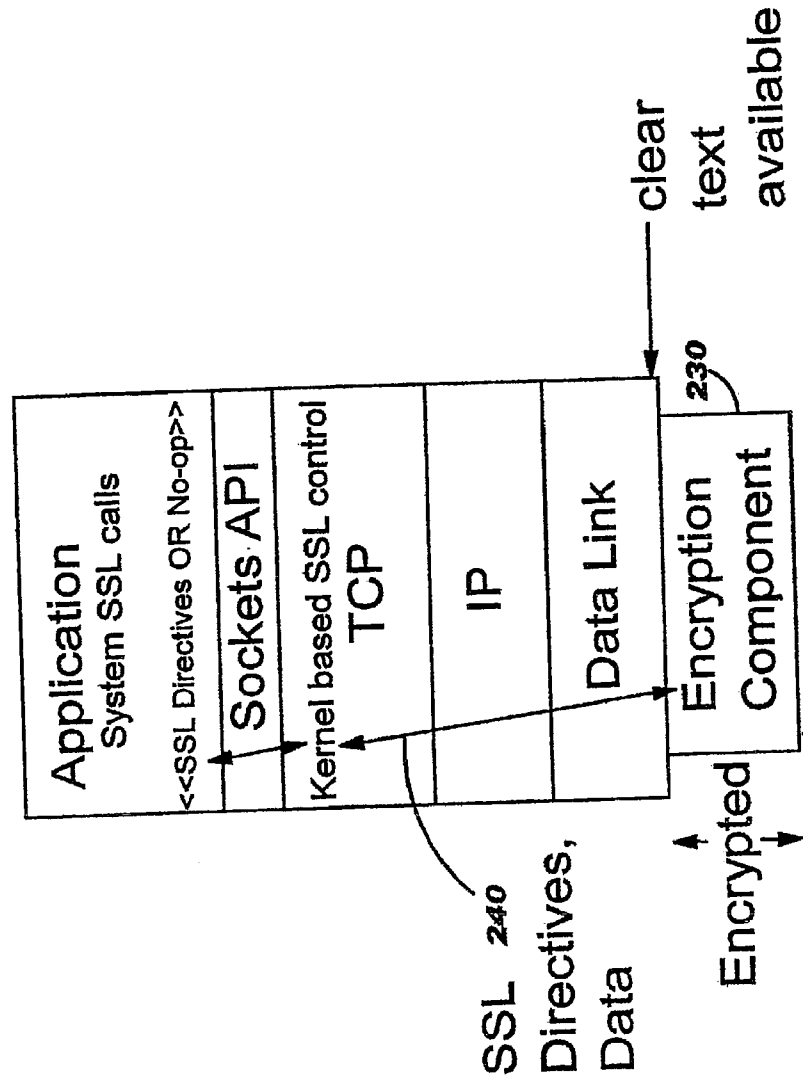 Application
System SSL calls
<<SSL Directives OR No-op>>
Sockets API
Kernel based SSL control
TCP
IP
Data Link
Encryption
Component
230
clear
text
available
SSL 240
Directives,
Data
Encrypted